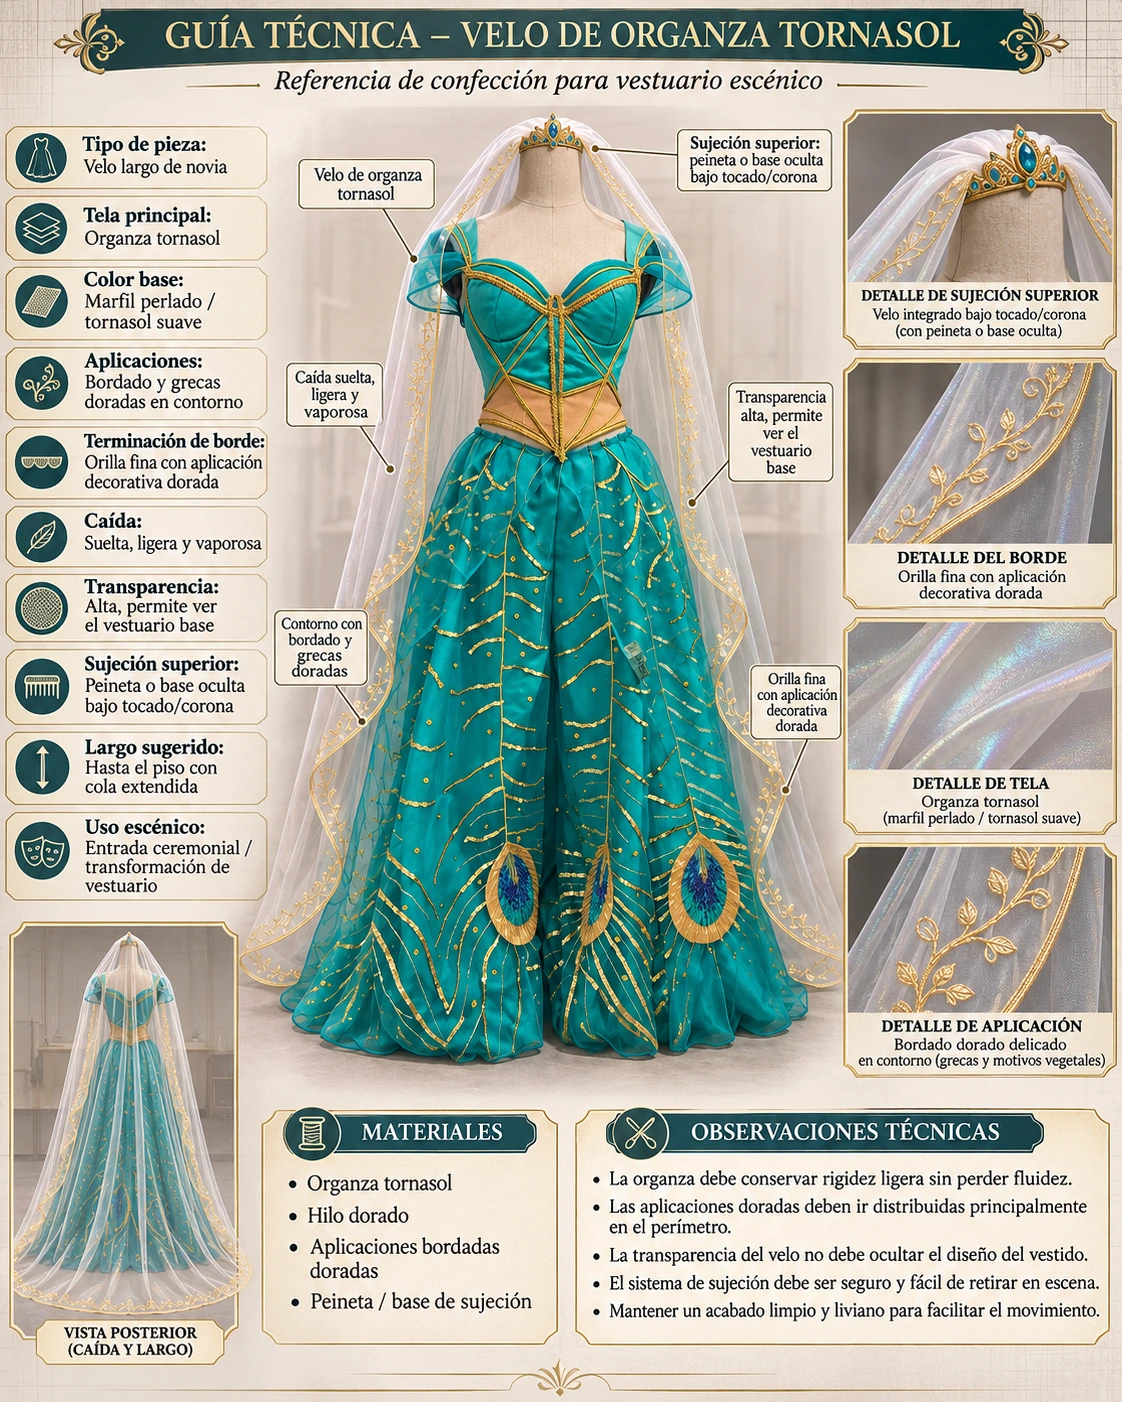 GUÍA TÉCNICA – VELO DE ORGANZA TORNASOL
Referencia de confección para vestuario escénico
Tipo de pieza:
Velo largo de novia
Tela principal:
Organza tornasol
Color base:
Marfil perlado /
tornasol suave
Aplicaciones:
Bordado y grecas
doradas en contorno
Terminación de borde:
Orilla fina con aplicación
decorativa dorada
Caída:
Suelta, ligera y vaporosa
Transparencia:
Alta, permite ver
el vestuario base
Sujeción superior:
Peineta o base oculta
bajo tocado/corona
Largo sugerido:
Hasta el piso con
cola extendida
Uso escénico:
Entrada ceremonial /
transformación de
vestuario
VISTA POSTERIOR
(CAÍDA Y LARGO)
Velo de organza
tornasol
Sujeción superior:
peineta o base oculta
bajo tocado/corona
Caída suelta,
ligera y
vaporosa
Transparencia
alta, permite
ver el
vestuario
base
Contorno con
bordado y
grecas
doradas
Orilla fina
con aplicación
decorativa
dorada
DETALLE DE SUJECIÓN SUPERIOR
Velo integrado bajo tocado/corona
(con peineta o base oculta)
DETALLE DEL BORDE
Orilla fina con aplicación
decorativa dorada
DETALLE DE TELA
Organza tornasol
(marfil perlado / tornasol suave)
DETALLE DE APLICACIÓN
Bordado dorado delicado
en contorno (grecas y motivos vegetales)
MATERIALES
• Organza tornasol
• Hilo dorado
• Aplicaciones bordadas
doradas
• Peineta / base de sujeción
OBSERVACIONES TÉCNICAS
• La organza debe conservar rigidez ligera sin perder fluidez.
• Las aplicaciones doradas deben ir distribuidas principalmente
en el perímetro.
• La transparencia del velo no debe ocultar el diseño del vestido.
• El sistema de sujeción debe ser seguro y fácil de retirar en escena.
• Mantener un acabado limpio y liviano para facilitar el movimiento.